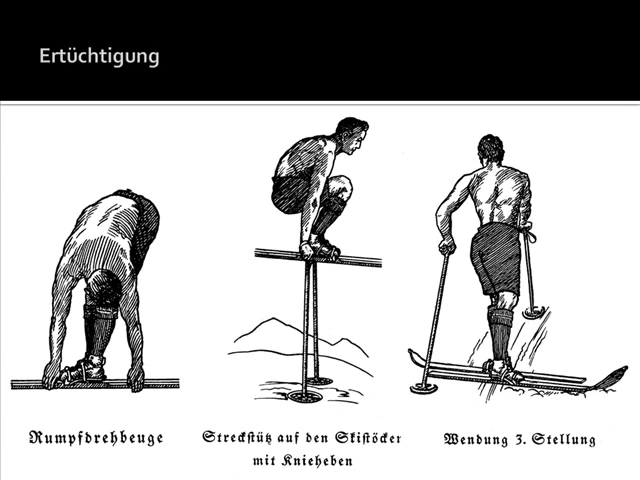 Ertüchtigung
Rumpfdrehbeuge
Streckstütz auf den Skistöcker
mit Knieheben
Wendung 3. Stellung